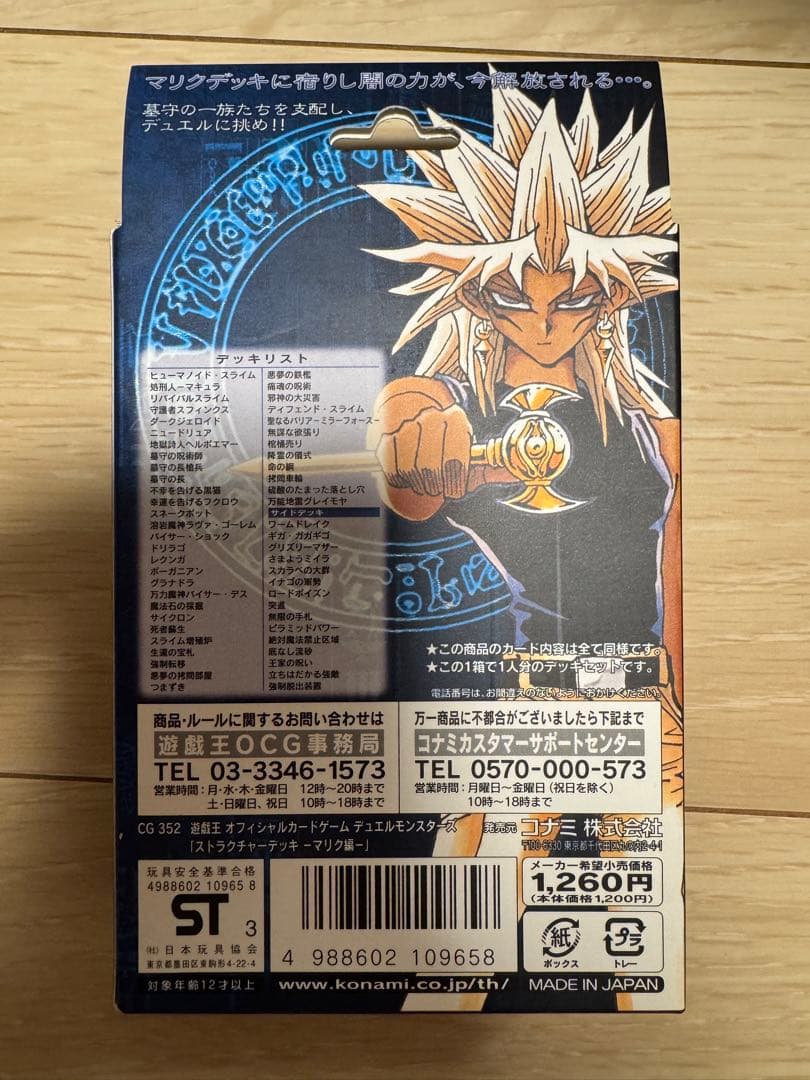 マリクデッキに宿りし闇の力が、今解放される…。
墓守の一族たちを支配し、
デュエルに挑め!!
デッキリスト
ヒューマノイド・スライム
処刑人−マキュラ
リバイバルスライム
守護者スフィンクス
ダークジェロイド
ニュードリュア
地獄詩人ヘルポエマー
墓守の呪術師
墓守の長槍兵
墓守の長
不幸を告げる黒猫
幸運を告げるフクロウ
スネークポット
溶岩魔神ラヴァ・ゴーレム
バイサー・ショック
ドリラゴ
レクンガ
ボーガニアン
グラナドラ
万力魔神バイサー・デス
魔法石の採掘
サイクロン
死者蘇生
スライム増殖炉
生還の宝札
強制転移
悪夢の拷問部屋
つまずき
悪夢の鉄檻
痛魂の呪術
邪神の大災害
ディフェンド・スライム
聖なるバリア−ミラーフォース−
無謀な欲張り
棺桶売り
降霊の儀式
命の綱
拷問車輪
硫酸のたまった落とし穴
万能地雷グレイモヤ
サイドデッキ
ワームドレイク
ギガ・ガガギゴ
グリズリーマザー
さまようミイラ
スカラベの大群
イナゴの軍勢
ロードポイズン
突進
無限の手札
ピラミッドパワー
絶対魔法禁止区域
底なし流砂
王家の呪い
立ちはだかる強敵
強制脱出装置
★この商品のカード内容は全て同様です。
★この1箱で1人分のデッキセットです。
電話番号は、お間違えのないようにおかけください。
商品・ルールに関するお問い合わせは
遊戯王OCG事務局
TEL 03-3346-1573
営業時間:月・水・木・金曜日 12時〜20時まで
土・日曜日、祝日 10時〜18時まで
万一商品に不都合がございましたら下記まで
コナミカスタマーサポートセンター
TEL 0570-000-573
営業時間:月曜日〜金曜日(祝日を除く)
10時〜18時まで
CG 352 遊戯王 オフィシャルカードゲーム デュエルモンスターズ
「ストラクチャーデッキ −マリク編−」
発売元 コナミ 株式会社
〒100-6330 東京都千代田区丸の内2-4-1
玩具安全基準合格
4988602 10965 8
ST 3
(社)日本玩具協会
東京都墨田区東駒形4-22-4
対象年齢12才以上
4 988602 109658
www.konami.co.jp/th/
メーカー希望小売価格
1,260円
(本体価格1,200円)
紙
ボックス
プラ
トレー
MADE IN JAPAN